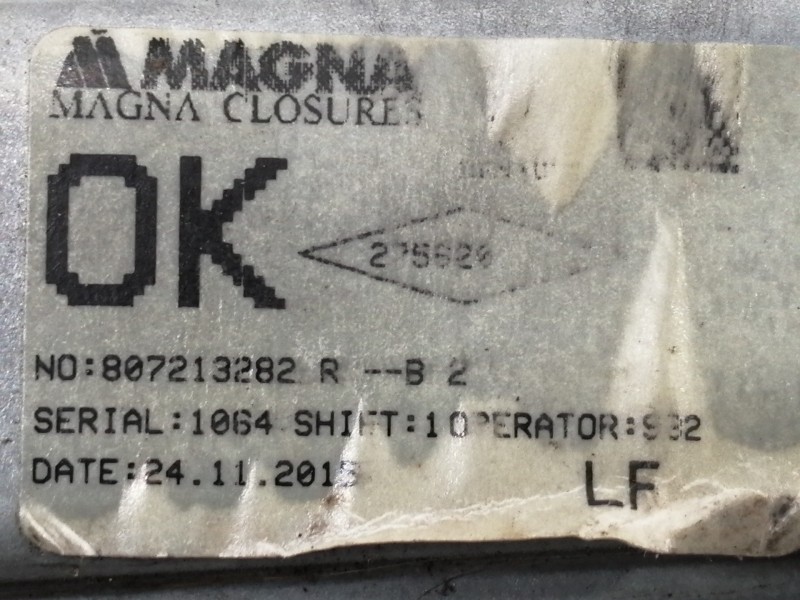 MAGNA
MAGNA CLOSURES
OK
NO:807213282 R --B 2
SERIAL:1064 SHIFT:1 OPERATOR:932
DATE:24.11.2015
LF